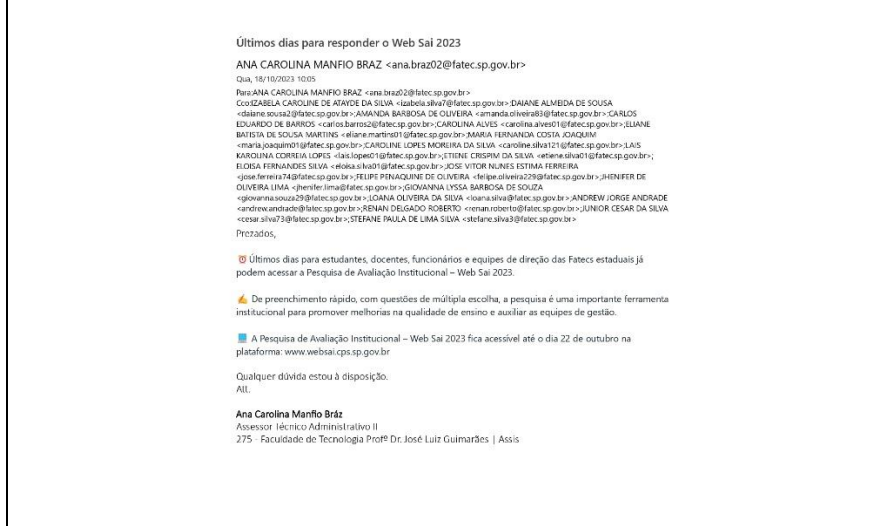 Últimos dias para responder o Web Sai 2023
ANA CAROLINA MANFIO BRAZ <ana.braz02@fatec.sp.gov.br>
Qua, 18/10/2023 10:05
Para:ANA CAROLINA MANFIO BRAZ <ana.braz02@fatec.sp.gov.br>
Cco:IZABELA CAROLINE DE ATAYDE DA SILVA <izabela.silva7@fatec.sp.gov.br>;DAIANE ALMEIDA DE SOUSA
<daiane.sousa2@fatec.sp.gov.br>;AMANDA BARBOSA DE OLIVEIRA <amanda.oliveira83@fatec.sp.gov.br>;CARLOS
EDUARDO DE BARROS <carlos.barros2@fatec.sp.gov.br>;CAROLINA ALVES <carolina.alves01@fatec.sp.gov.br>;ELIANE
BATISTA DE SOUSA MARTINS <eliane.martins01@fatec.sp.gov.br>;MARIA FERNANDA COSTA JOAQUIM
<maria.joaquim01@fatec.sp.gov.br>;CAROLINE LOPES MOREIRA DA SILVA <caroline.silva121@fatec.sp.gov.br>;LAIS
KAROLINA CORREIA LOPES <lais.lopes01@fatec.sp.gov.br>;ETIENE CRISPIM DA SILVA <etiene.silva01@fatec.sp.gov.br>;
ELOISA FERNANDES SILVA <eloisa.silva01@fatec.sp.gov.br>;JOSE VITOR NUNES ESTIMA FERREIRA
<jose.ferreira74@fatec.sp.gov.br>;FELIPE PENAQUINE DE OLIVEIRA <felipe.oliveira229@fatec.sp.gov.br>;JHENIFER DE
OLIVEIRA LIMA <jhenifer.lima@fatec.sp.gov.br>;GIOVANNA LYSSA BARBOSA DE SOUZA
<giovanna.souza29@fatec.sp.gov.br>;LOANA OLIVEIRA DA SILVA <loana.silva@fatec.sp.gov.br>;ANDREW JORGE ANDRADE
<andrew.andrade@fatec.sp.gov.br>;RENAN DELGADO ROBERTO <renan.roberto@fatec.sp.gov.br>;JUNIOR CESAR DA SILVA
<cesar.silva73@fatec.sp.gov.br>;STEFANE PAULA DE LIMA SILVA <stefane.silva3@fatec.sp.gov.br>
Prezados,
⏰ Últimos dias para estudantes, docentes, funcionários e equipes de direção das Fatecs estaduais já
podem acessar a Pesquisa de Avaliação Institucional – Web Sai 2023.
✍ De preenchimento rápido, com questões de múltipla escolha, a pesquisa é uma importante ferramenta
institucional para promover melhorias na qualidade de ensino e auxiliar as equipes de gestão.
A Pesquisa de Avaliação Institucional – Web Sai 2023 fica acessível até o dia 22 de outubro na
plataforma: www.websai.cps.sp.gov.br
Qualquer dúvida estou à disposição.
Att.
Ana Carolina Manfio Bráz
Assessor Técnico Administrativo II
275 - Faculdade de Tecnologia Profº Dr. José Luiz Guimarães | Assis